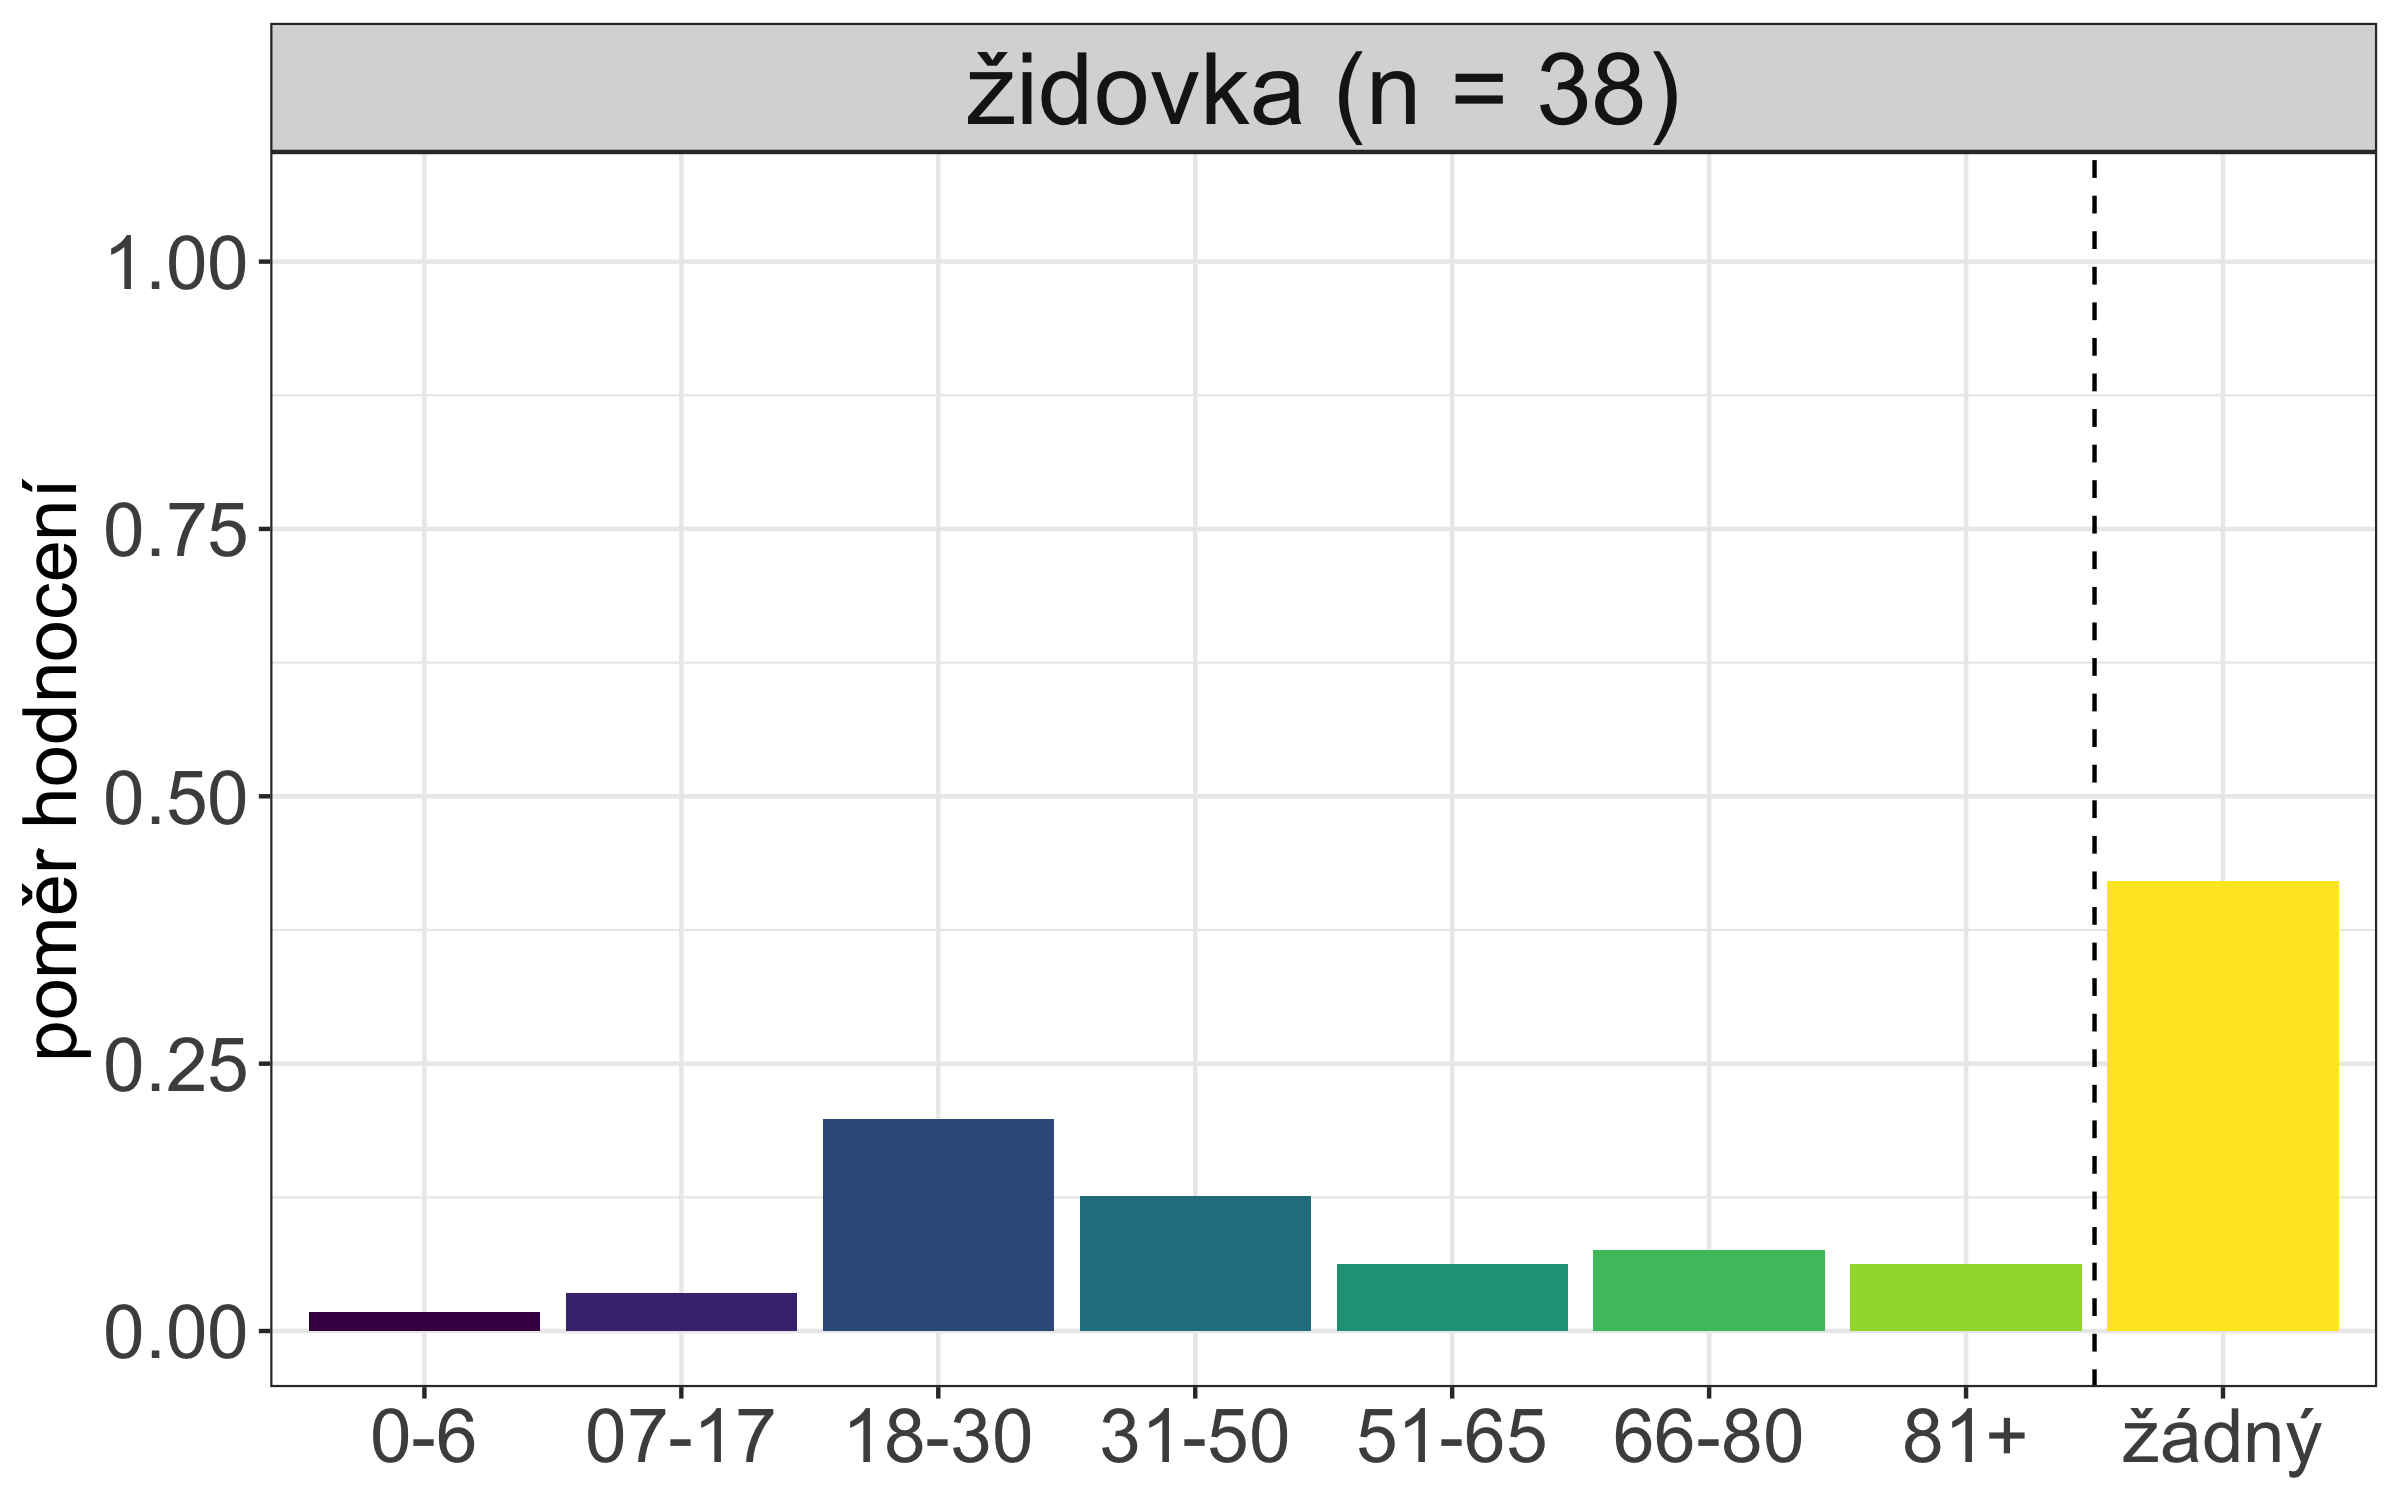 židovka (n = 38)
poměr hodnocení
1.00
0.75
0.50
0.25
0.00
0-6 07-17 18-30 31-50 51-65 66-80 81+ žádný